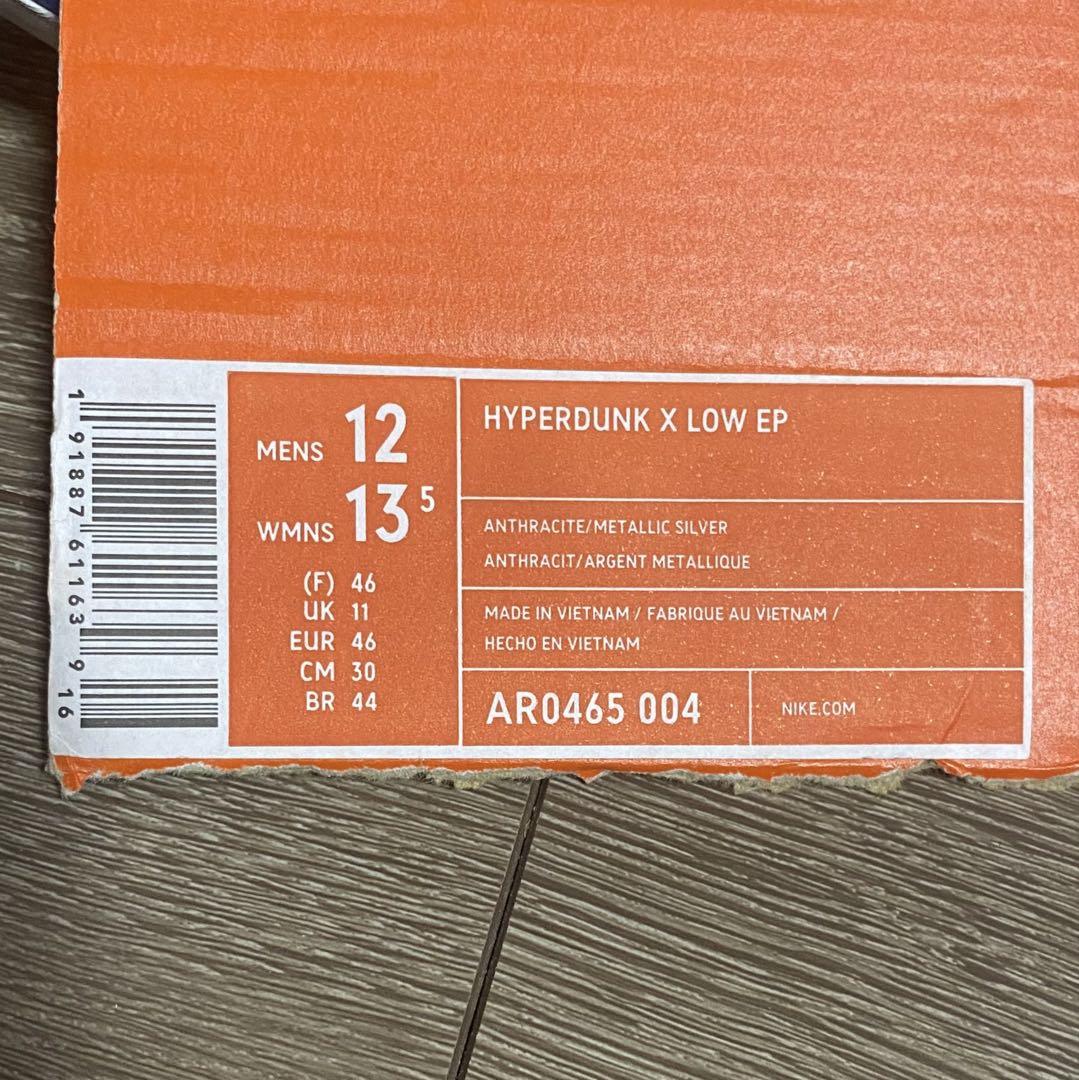 1 91887 61163 9
16
MENS 12
WMNS 13 5
(F) 46
UK 11
EUR 46
CM 30
BR 44
HYPERDUNK X LOW EP
ANTHRACITE/METALLIC SILVER
ANTHRACIT/ARGENT METALLIQUE
MADE IN VIETNAM / FABRIQUE AU VIETNAM /
HECHO EN VIETNAM
AR0465 004
NIKE.COM